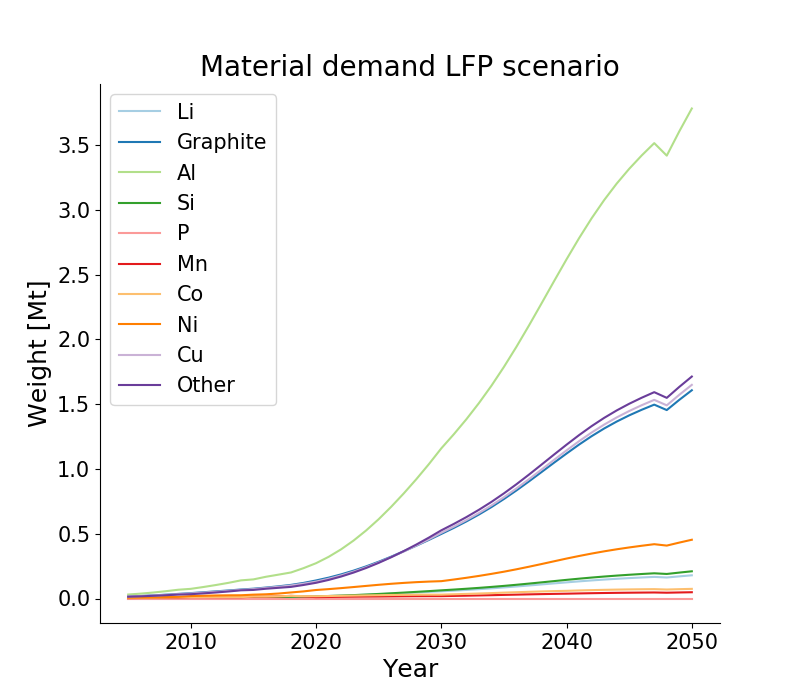 Material demand LFP scenario
Li
Graphite
Al
Si
P
Mn
Co
Ni
Cu
Other
3.5
3.0
2.5
2.0
1.5
1.0
0.5
0.0
Weight [Mt]
2010 2020 2030 2040 2050
Year